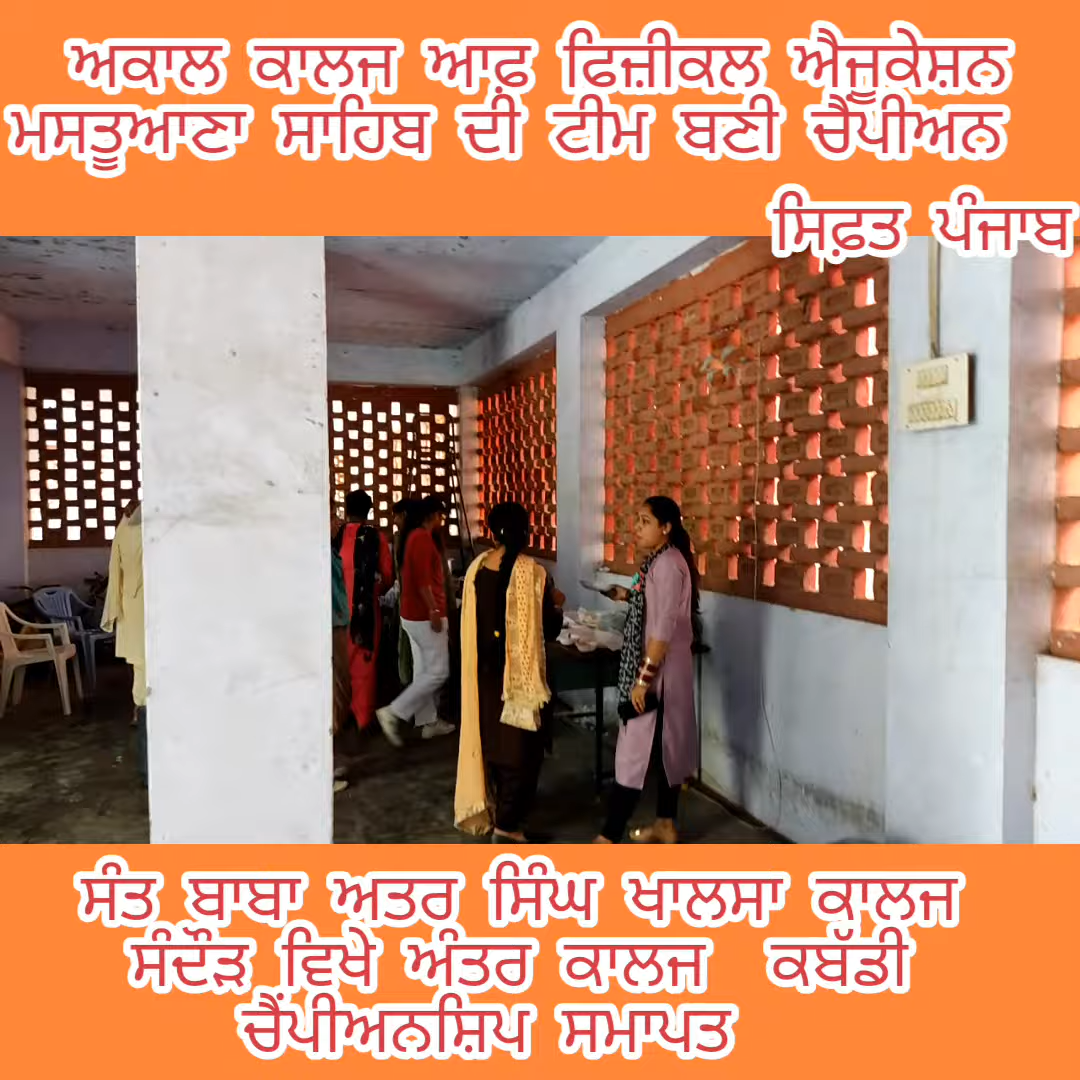 ਅਕਾਲ ਕਾਲਜ ਆਫ਼ ਫਿਜ਼ੀਕਲ ਐਜੂਕੇਸ਼ਨ
ਮਸਤੂਆਣਾ ਸਾਹਿਬ ਦੀ ਟੀਮ ਬਣੀ ਚੈਪੀਅਨ
ਸਿਫ਼ਤ ਪੰਜਾਬ
ਸੰਤ ਬਾਬਾ ਅਤਰ ਸਿੰਘ ਖਾਲਸਾ ਕਾਲਜ
ਸੰਦੌੜ ਵਿਖੇ ਅੰਤਰ ਕਾਲਜ ਕਬੱਡੀ
ਚੈਂਪੀਅਨਸ਼ਿਪ ਸਮਾਪਤ